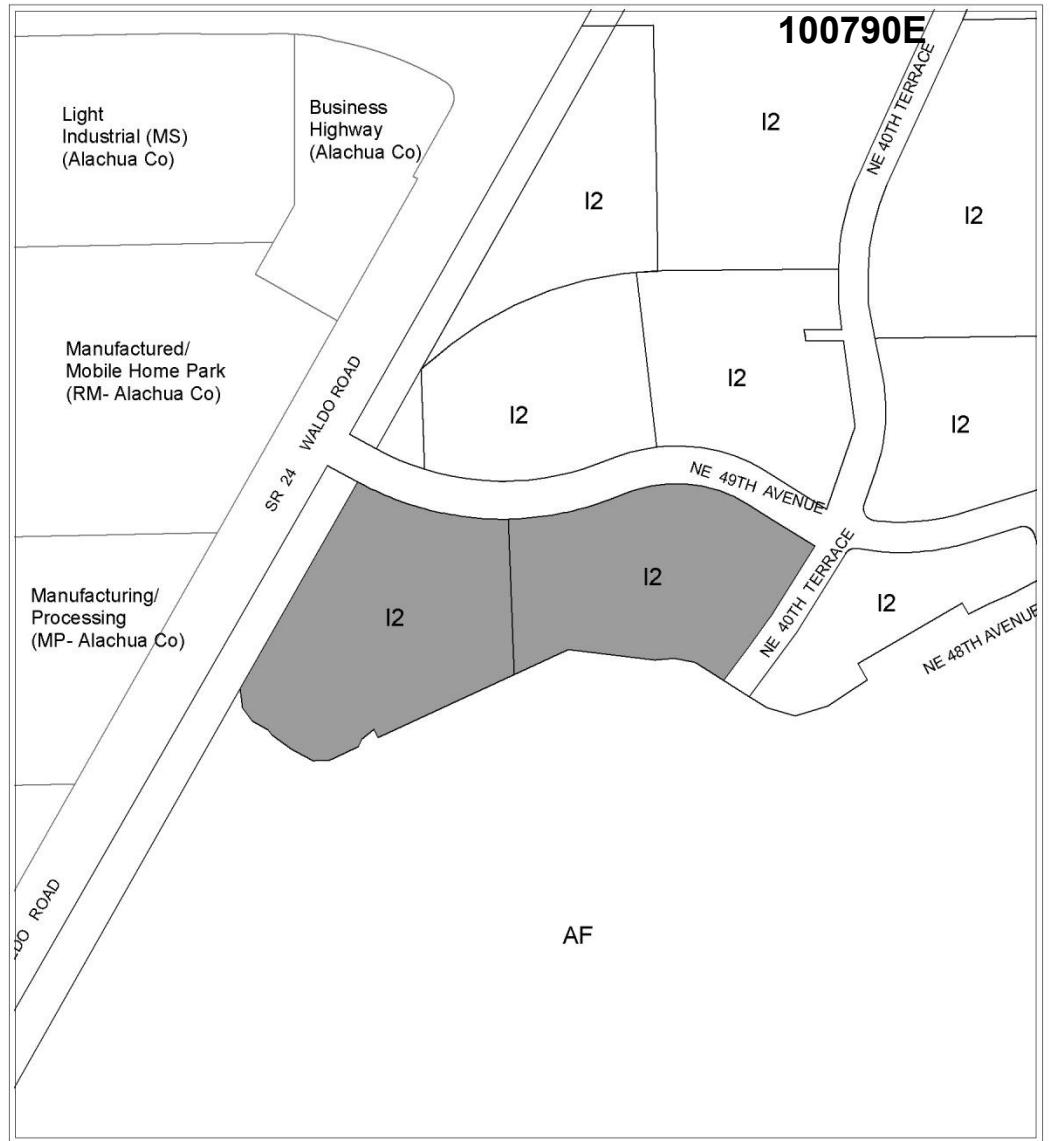 100790E
Light
Industrial (MS)
(Alachua Co)
Business
Highway
(Alachua Co)
I2
NE 40TH TERRACE
I2
I2
Manufactured/
Mobile Home Park
(RM- Alachua Co)
SR 24 WALDO ROAD
I2
I2
I2
NE 49TH AVENUE
Manufacturing/
Processing
(MP- Alachua Co)
I2
I2
NE 40TH TERRACE
I2
NE 48TH AVENUE
DO ROAD
AF